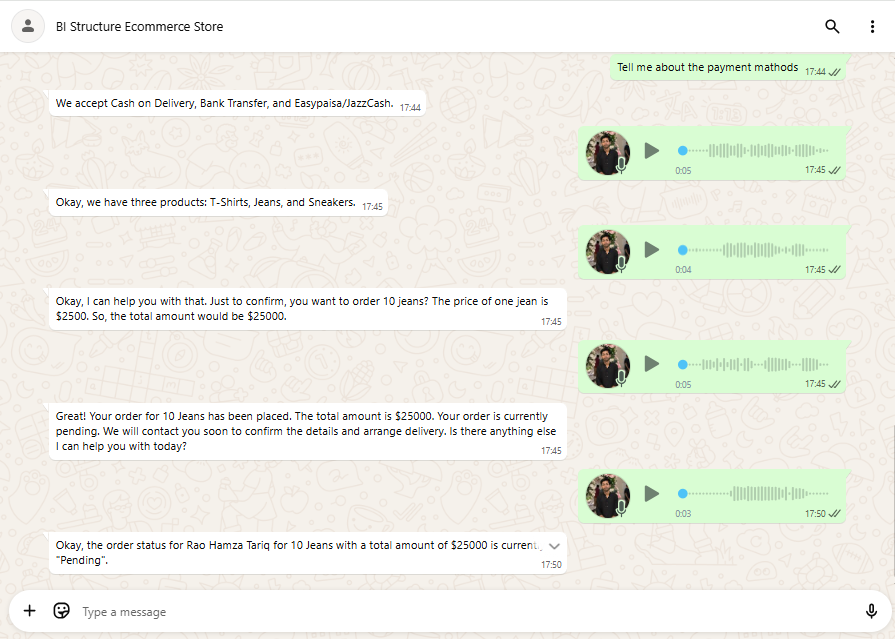 BI Structure Ecommerce Store
Tell me about the payment mathods 17:44
We accept Cash on Delivery, Bank Transfer, and Easypaisa/JazzCash. 17:44
0:05 17:45
Okay, we have three products: T-Shirts, Jeans, and Sneakers. 17:45
0:04 17:45
Okay, I can help you with that. Just to confirm, you want to order 10 jeans? The price of one jean is
$2500. So, the total amount would be $25000.
17:45
0:05 17:45
Great! Your order for 10 Jeans has been placed. The total amount is $25000. Your order is currently
pending. We will contact you soon to confirm the details and arrange delivery. Is there anything else
I can help you with today?
17:45
0:03 17:50
Okay, the order status for Rao Hamza Tariq for 10 Jeans with a total amount of $25000 is current
"Pending".
17:50
Type a message